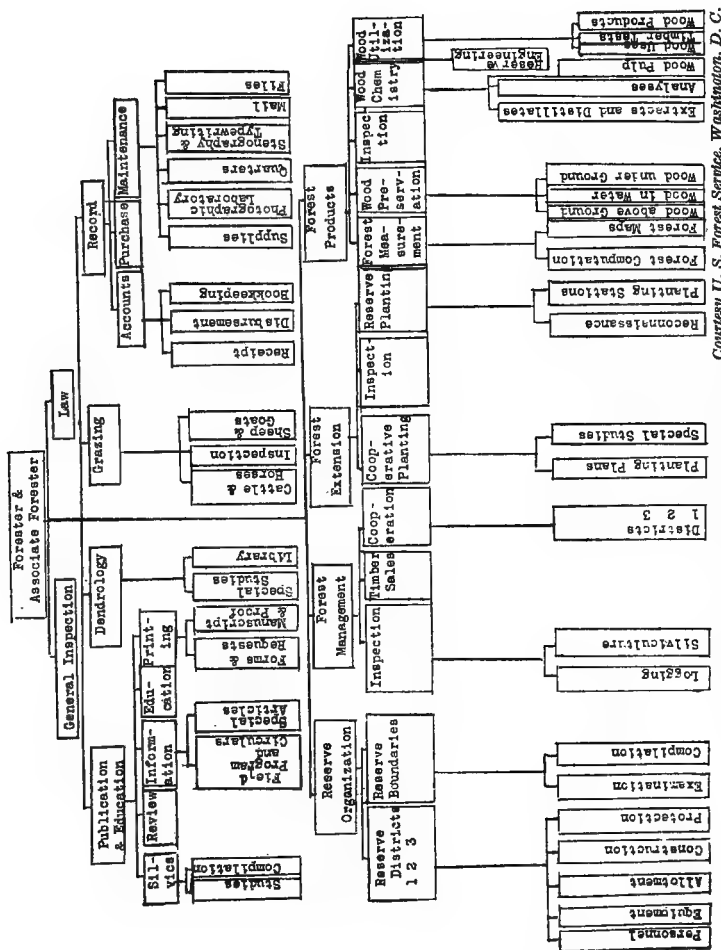 Forester &
Associate Forester
General Inspection
Law
Publication
& Education
Dendrology
Grazing
Record
Sil-
vics
Review
Inform-
ation
Edu-
cation
Print-
ing
Accounts
Purchase
Maintenance
Studies
Compilation
Field
Program
and
Circulars
Special
Articles
Forms &
Requests
Manuscript
& Proof
Special
Studies
Library
Cattle &
Horses
Inspection
Sheep &
Goats
Receipt
Disbursement
Bookkeeping
Supplies
Photographic
Laboratory
Quarters
Stenography &
Typewriting
Mail
Files
Reserve
Organization
Forest
Management
Forest
Extension
Forest
Products
Reserve
Districts
1 2 3
Reserve
Boundaries
Inspection
Timber
Sales
Coop-
eration
Coop-
erative
Planting
Inspect-
ion
Reserve
Planting
Forest
Mea-
sure-
ment
Wood
Pre-
serv-
ation
Inspec
tion
Wood
Chem
istry
Wood
Util-
iza-
tion
Reserve
Engineering
Personnel
Equipment
Allotment
Construction
Protection
Examination
Compilation
Logging
Silviculture
Districts
1 2 3
Planting Plans
Special Studies
Reconnaissance
Planting Stations
Forest Computation
Forest Maps
Wood above Ground
Wood in Water
Wood under Ground
Extracts and Distillates
Analyses
Wood Pulp
Wood Uses
Timber Tests
Wood Products
Courtesy U. S. Forest Service, Washington, D. C.